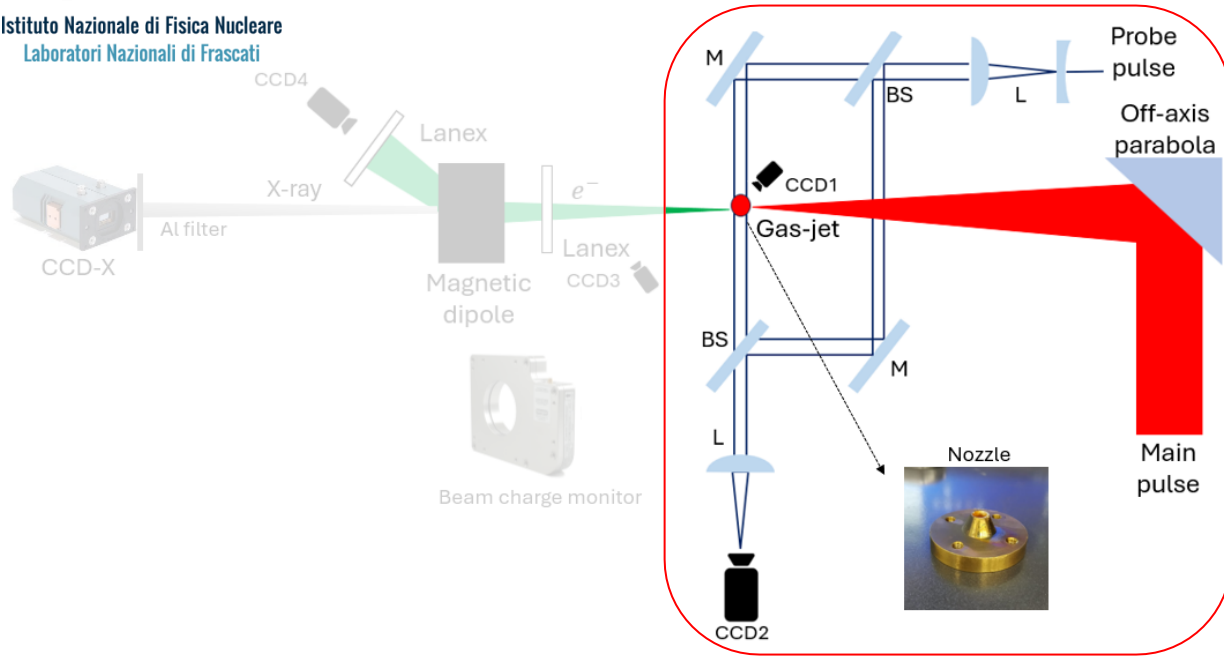 Istituto Nazionale di Fisica Nucleare
Laboratori Nazionali di Frascati
CCD4
Lanex
X-ray
Al filter
CCD-X
Magnetic
dipole
e⁻
Lanex
CCD3
Beam charge monitor
M
BS
L
Probe
pulse
Off-axis
parabola
CCD1
Gas-jet
BS
M
L
Nozzle
Main
pulse
CCD2